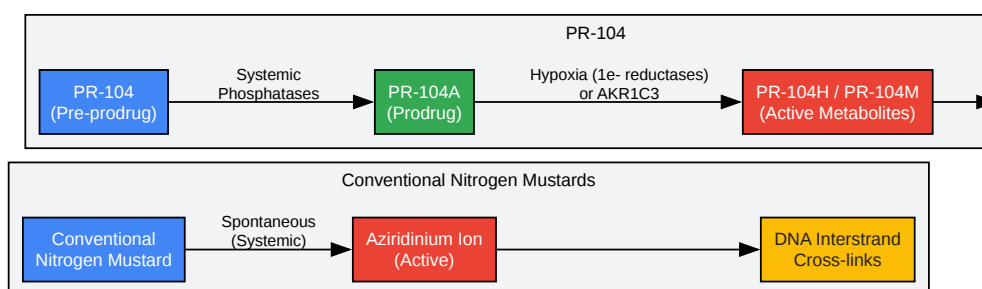 PR-104
PR-104
(Pre-prodrug)
Systemic
Phosphatases
PR-104A
(Prodrug)
Hypoxia (1e- reductases)
or AKR1C3
PR-104H / PR-104M
(Active Metabolites)
Conventional Nitrogen Mustards
Conventional
Nitrogen Mustard
Spontaneous
(Systemic)
Aziridinium Ion
(Active)
DNA Interstrand
Cross-links